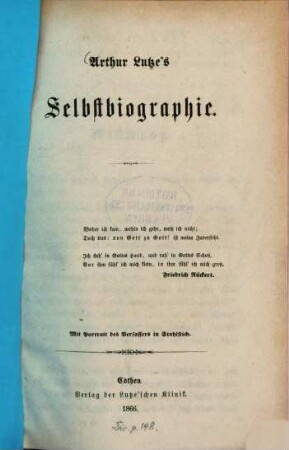 Arthur Lutze's
Selbstbiographie.
Woher ich kam, wohin ich gehe, weiß ich nicht;
Doch dies: von Gott zu Gott! ist meine Zuversicht.
Ich steh' in Gottes Hand, und ruh' in Gottes Schoß,
Vor ihm fühl' ich mich klein, in ihm fühl' ich mich groß.
Friedrich Rückert.
Mit Portrait des Verfassers in Stahlstich.
Cothen.
Verlag der Lutze'schen Klinik.
1866.